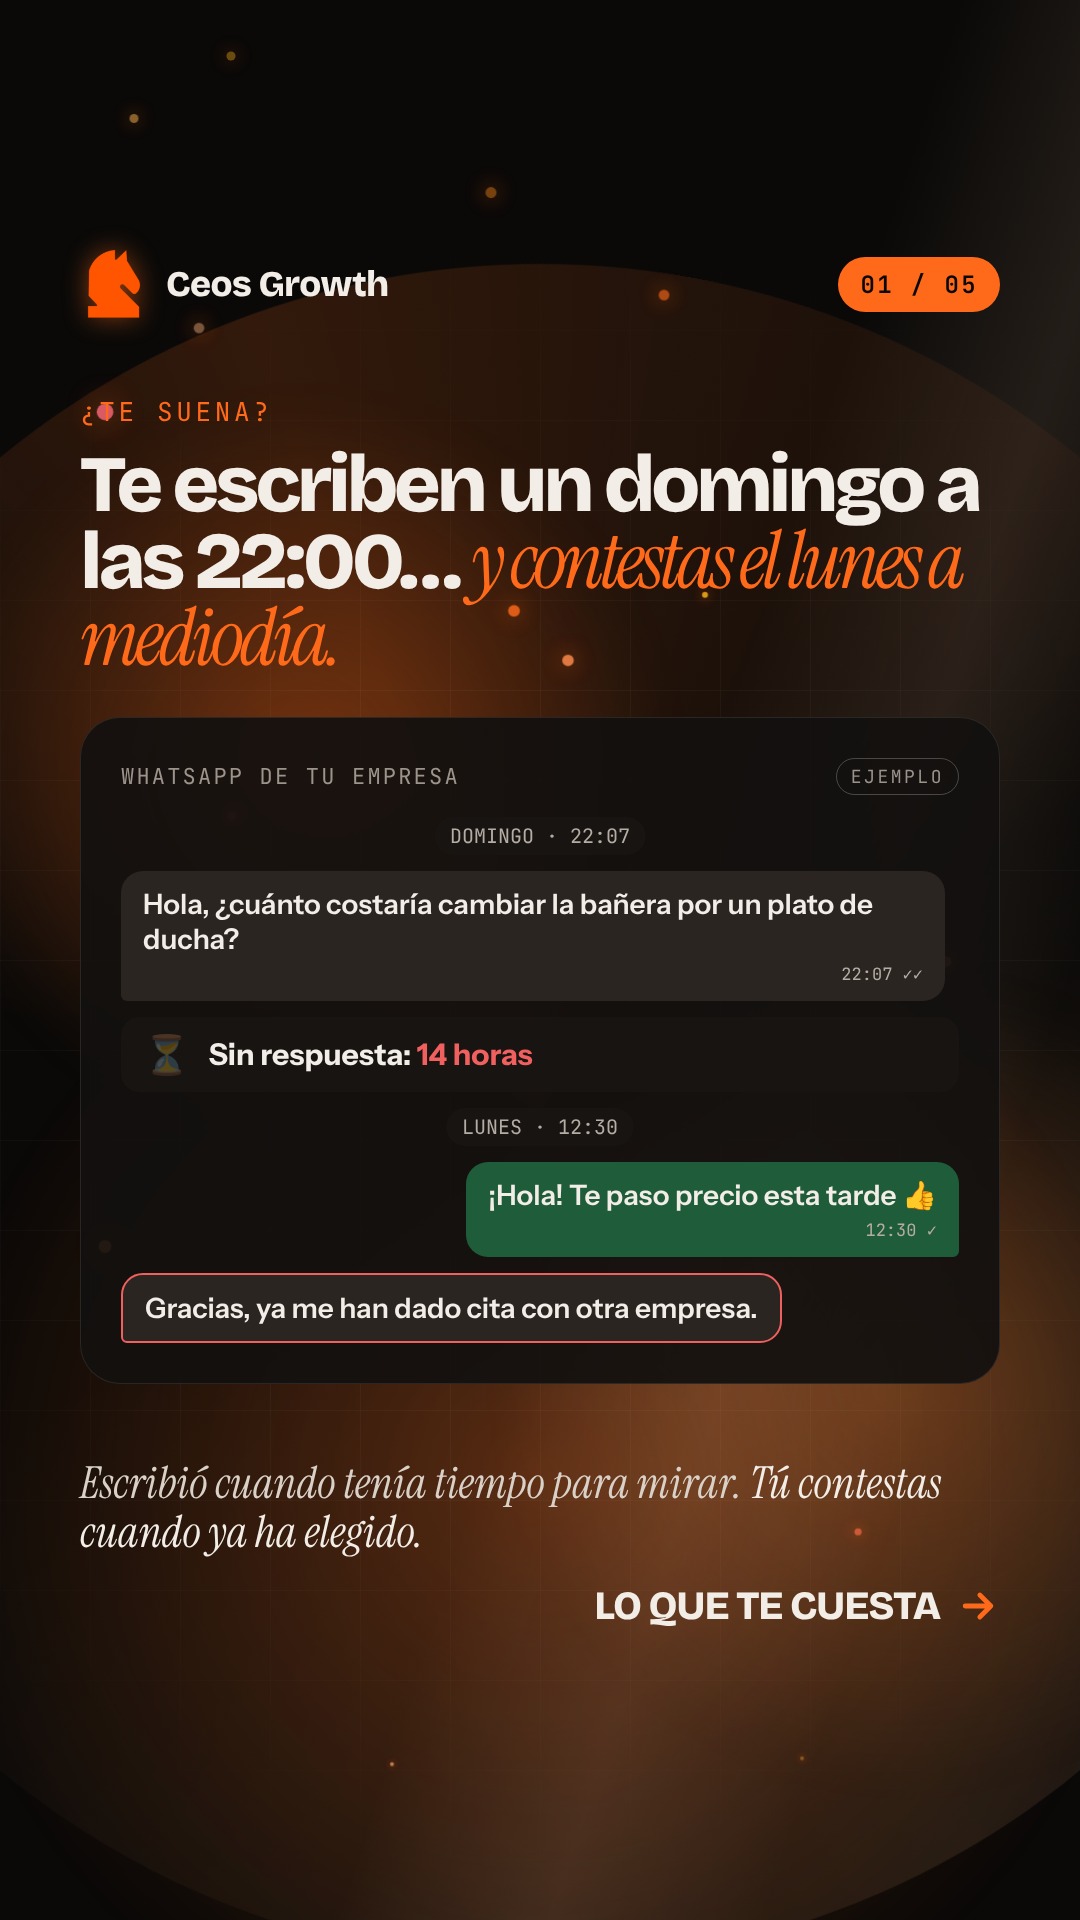 Ceos Growth
01 / 05
¿TE SUENA?
Te escriben un domingo a
las 22:00... y contestas el lunes a
mediodía.
WHATSAPP DE TU EMPRESA
EJEMPLO
DOMINGO · 22:07
Hola, ¿cuánto costaría cambiar la bañera por un plato de
ducha?
22:07 ✓✓
⏳ Sin respuesta: 14 horas
LUNES · 12:30
¡Hola! Te paso precio esta tarde 👍
12:30 ✓
Gracias, ya me han dado cita con otra empresa.
Escribió cuando tenía tiempo para mirar. Tú contestas
cuando ya ha elegido.
LO QUE TE CUESTA →